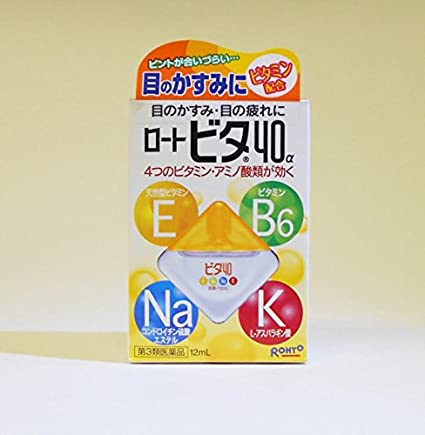 ピントが合いづらい…
目のかすみに
ビタミン
配合
目のかすみ・目の疲れに
ロートビタ40α
®
4つのビタミン・アミノ酸類が効く
天然型ビタミン
E
ビタミン
B6
ビタ40
Na
コンドロイチン硫酸
エステル
K
L-アスパラギン酸
第3類医薬品
12mL
ROHTO